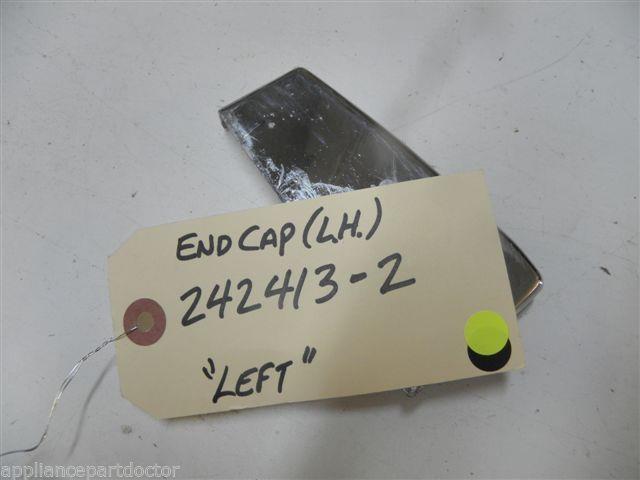 END CAP (L.H.)
242413-2
"LEFT"
appliancepartdoctor